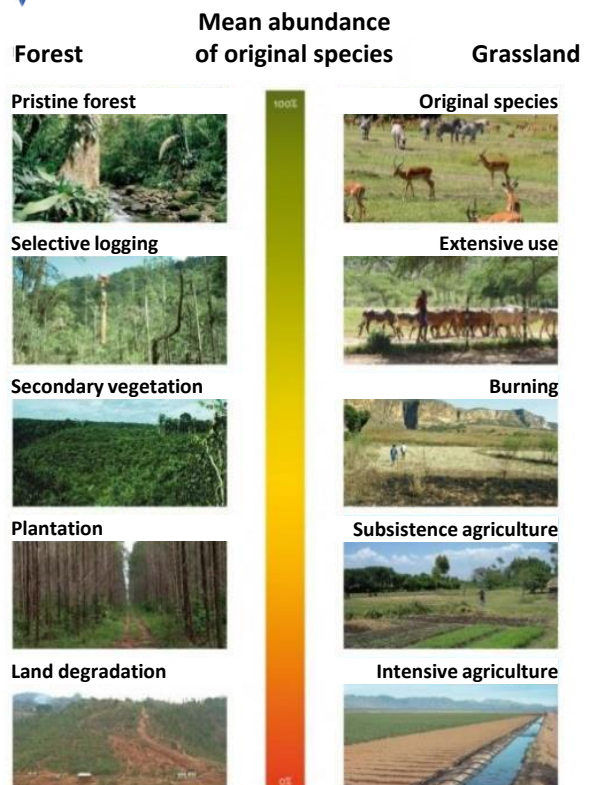 Mean abundance
Forest of original species Grassland
Pristine forest Original species
100%
Selective logging Extensive use
Secondary vegetation Burning
Plantation Subsistence agriculture
Land degradation Intensive agriculture
0%